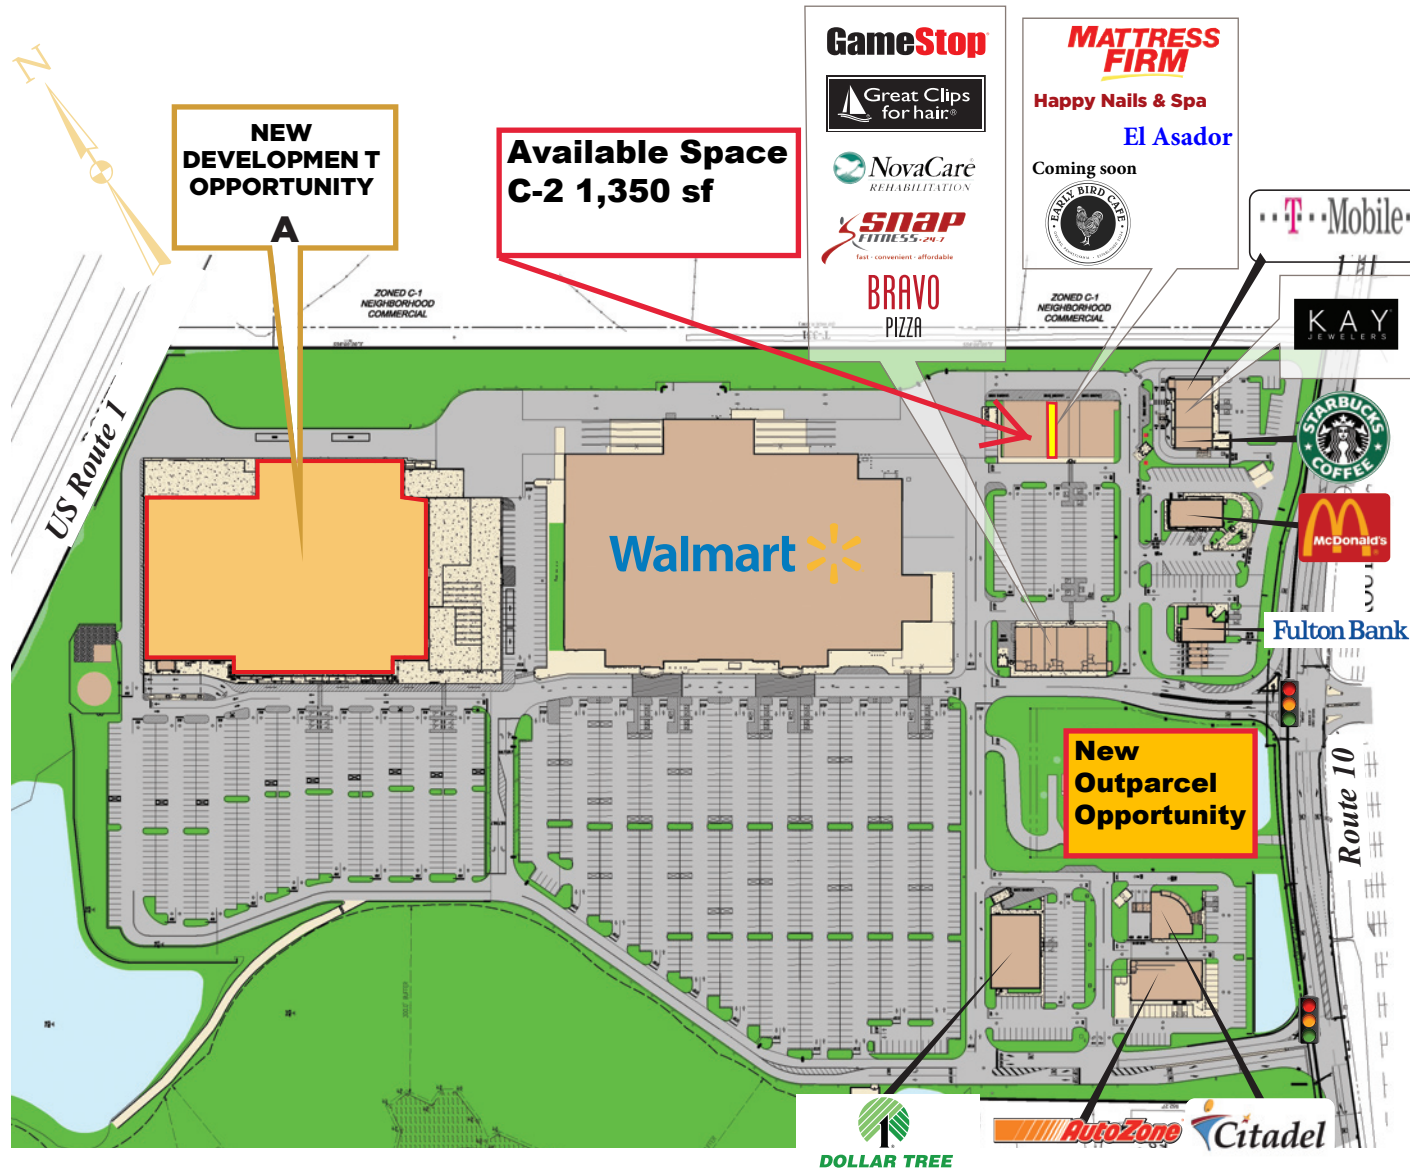 N
NEW
DEVELOPMEN T
OPPORTUNITY
A
Available Space
C-2 1,350 sf
GameStop
Great Clips
for hair.®
NovaCare®
REHABILITATION
SNAP
FITNESS·24-7
fast · convenient · affordable
BRAVO
PIZZA
MATTRESS
FIRM
Happy Nails & Spa
El Asador
Coming soon
EARLY BIRD CAFE
T··Mobile
KAY
JEWELERS
STARBUCKS
COFFEE
McDonald's
Fulton Bank
ZONED C-1
NEIGHBORHOOD
COMMERCIAL
ZONED C-1
NEIGHBORHOOD
COMMERCIAL
US Route 1
Walmart
New
Outparcel
Opportunity
Route 10
DOLLAR TREE
AutoZone
Citadel